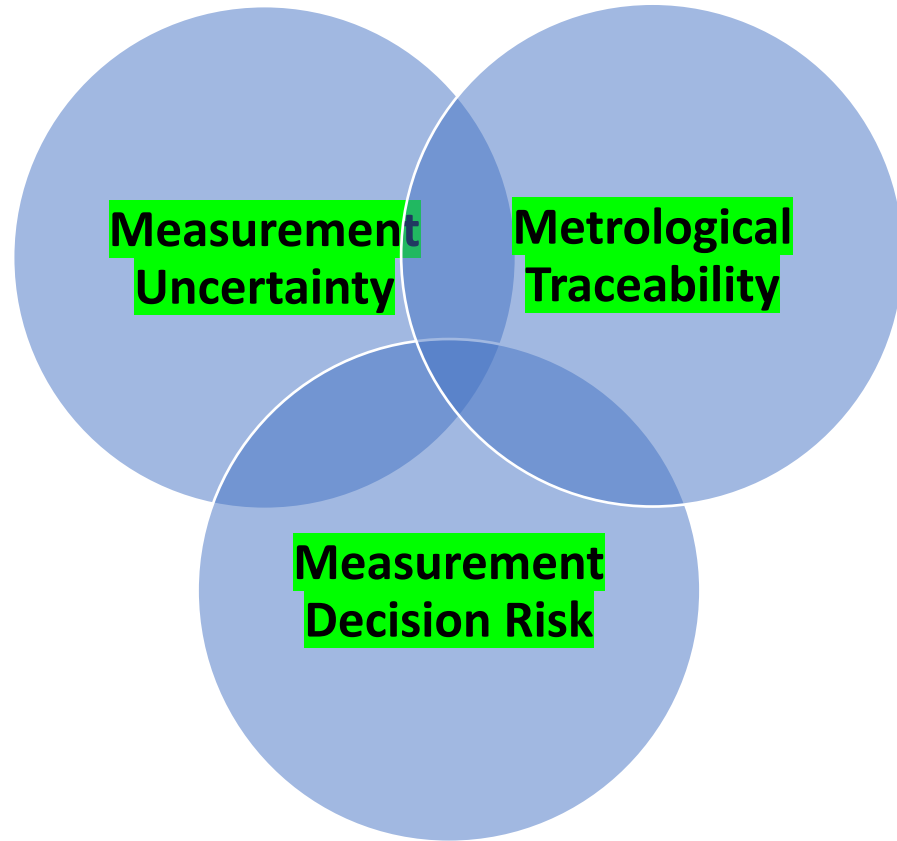 Measurement
Uncertainty
Metrological
Traceability
Measurement
Decision Risk